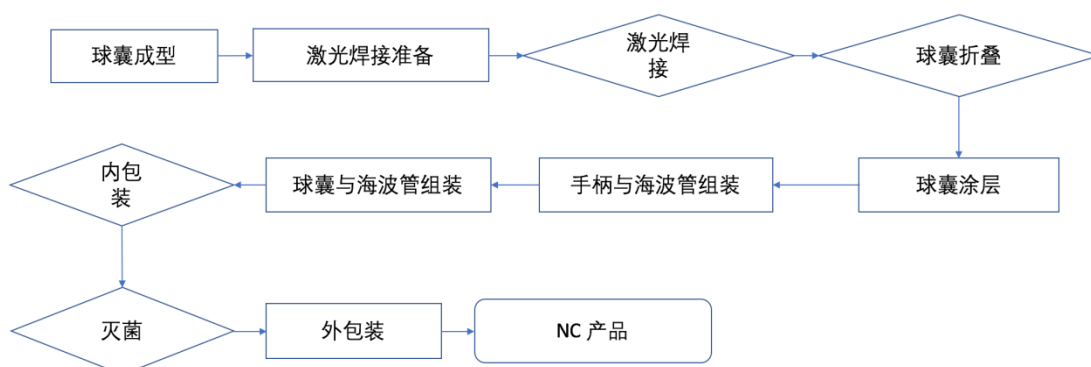 球囊成型
激光焊接准备
激光焊
接
球囊折叠
球囊涂层
手柄与海波管组装
球囊与海波管组装
内包
装
灭菌
外包装
NC 产品